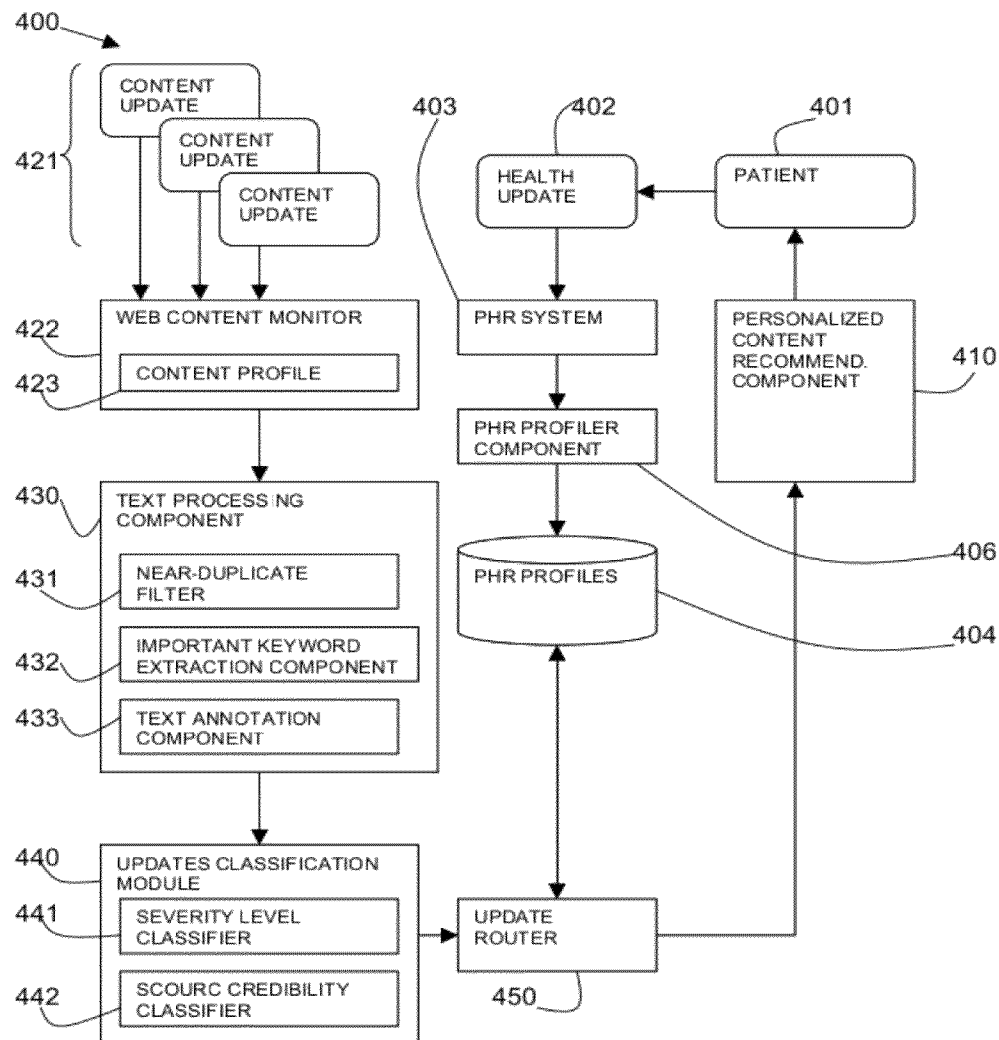 400
CONTENT
UPDATE
CONTENT
UPDATE
CONTENT
UPDATE
421
403
402
401
HEALTH
UPDATE
PATIENT
422
WEB CONTENT MONITOR
423
CONTENT PROFILE
PHR SYSTEM
PERSONALIZED
CONTENT
RECOMMEND.
COMPONENT
410
PHR PROFILER
COMPONENT
406
430
TEXT PROCESSING
COMPONENT
431
NEAR-DUPLICATE
FILTER
432
IMPORTANT KEYWORD
EXTRACTION COMPONENT
433
TEXT ANNOTATION
COMPONENT
PHR PROFILES
404
440
UPDATES CLASSIFICATION
MODULE
441
SEVERITY LEVEL
CLASSIFIER
442
SCOURC CREDIBILITY
CLASSIFIER
UPDATE
ROUTER
450